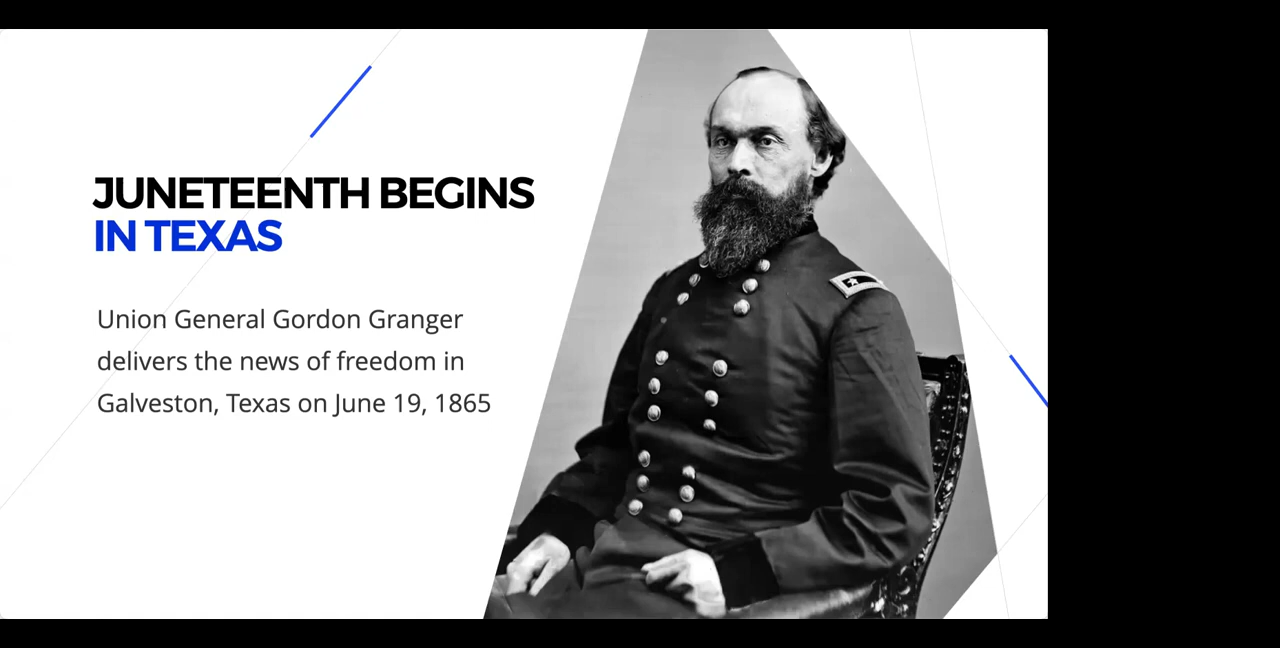 JUNETEENTH BEGINS
IN TEXAS
Union General Gordon Granger
delivers the news of freedom in
Galveston, Texas on June 19, 1865